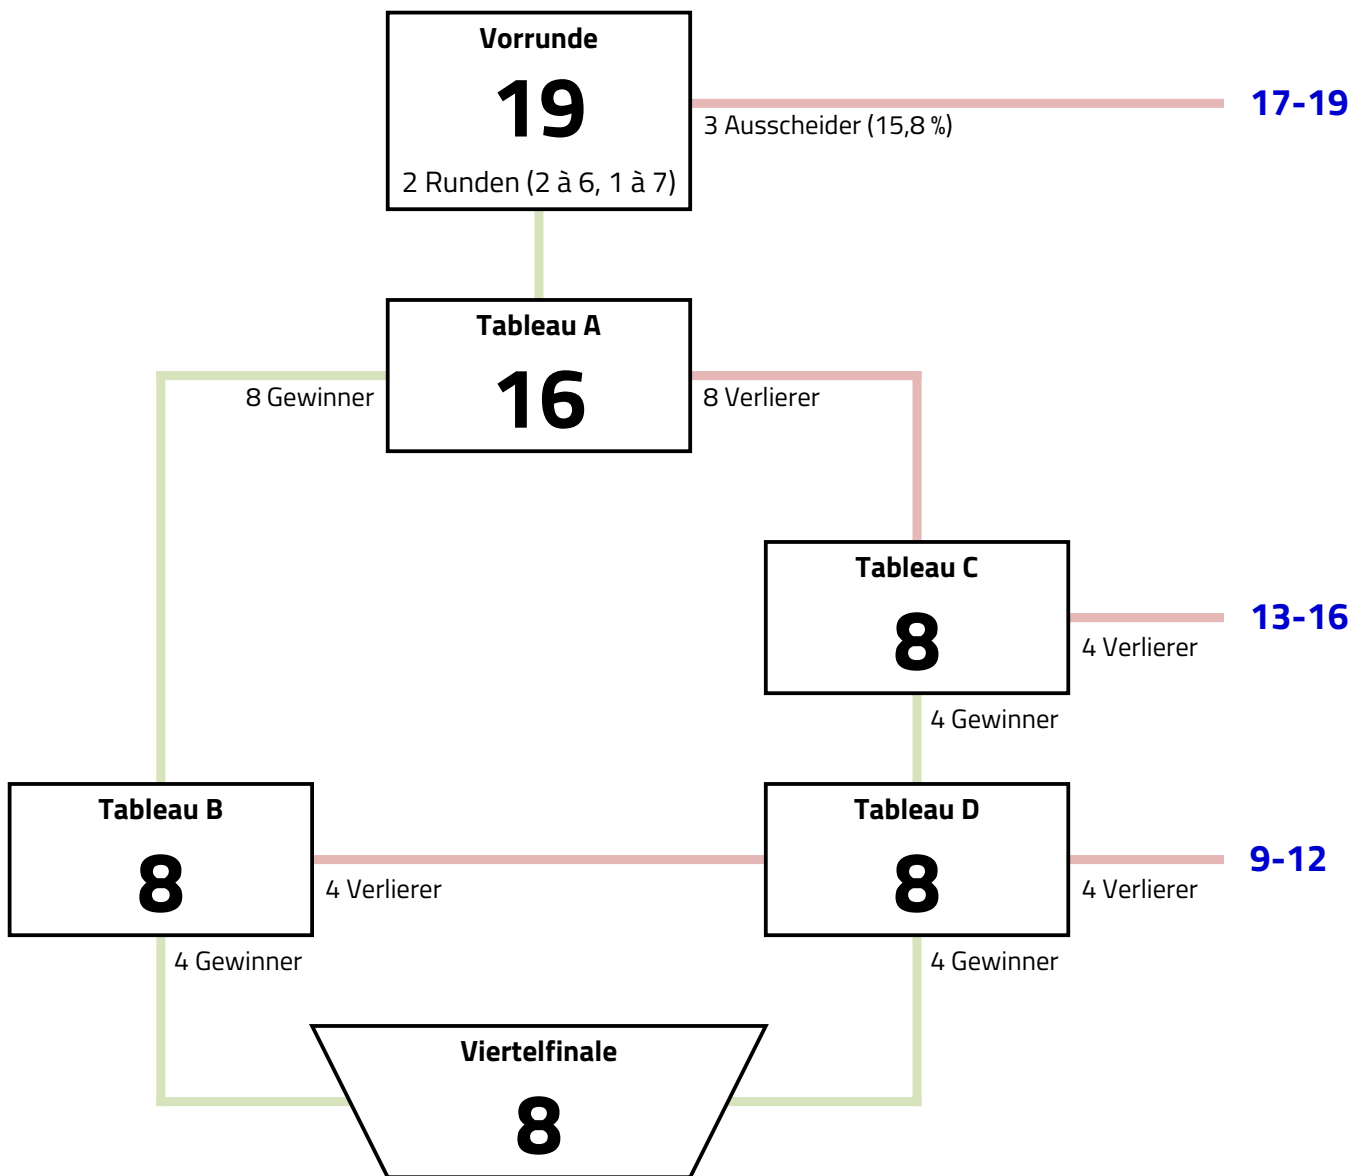 Vorrunde
19
2 Runden (2 à 6, 1 à 7)
3 Ausscheider (15,8 %)
17-19
Tableau A
16
8 Gewinner
8 Verlierer
Tableau C
8
4 Verlierer
13-16
4 Gewinner
Tableau B
8
4 Verlierer
4 Gewinner
Tableau D
8
4 Verlierer
9-12
4 Gewinner
Viertelfinale
8